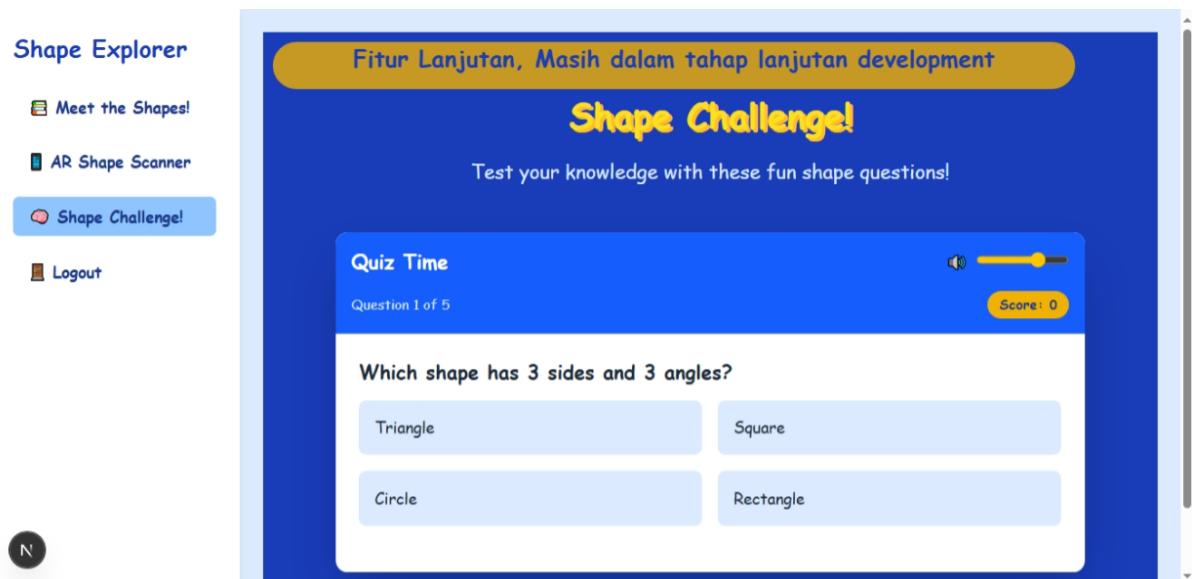 Shape Explorer
Meet the Shapes!
AR Shape Scanner
Shape Challenge!
Logout
N
Fitur Lanjutan, Masih dalam tahap lanjutan development
Shape Challenge!
Test your knowledge with these fun shape questions!
Quiz Time
Question 1 of 5
Score: 0
Which shape has 3 sides and 3 angles?
Triangle
Square
Circle
Rectangle